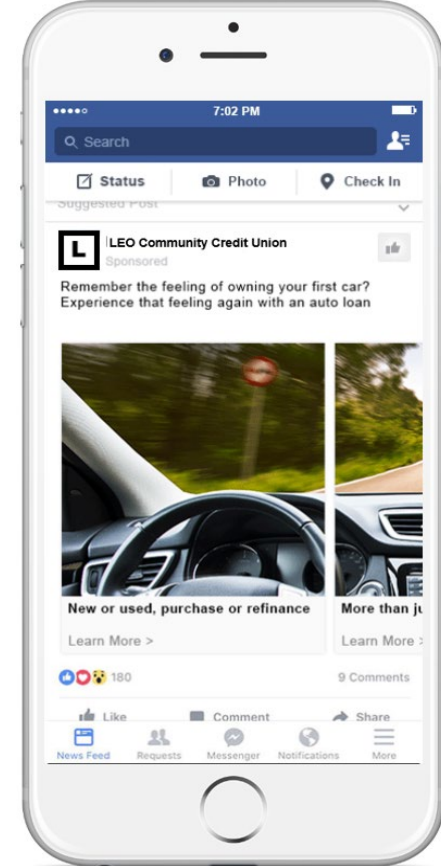 7:02 PM
Search
Status Photo Check In
Suggested Post
L
LEO Community Credit Union
Sponsored
Remember the feeling of owning your first car?
Experience that feeling again with an auto loan
New or used, purchase or refinance
More than ju
Learn More >
Learn More >
180
9 Comments
Like Comment Share
News Feed Requests Messenger Notifications More